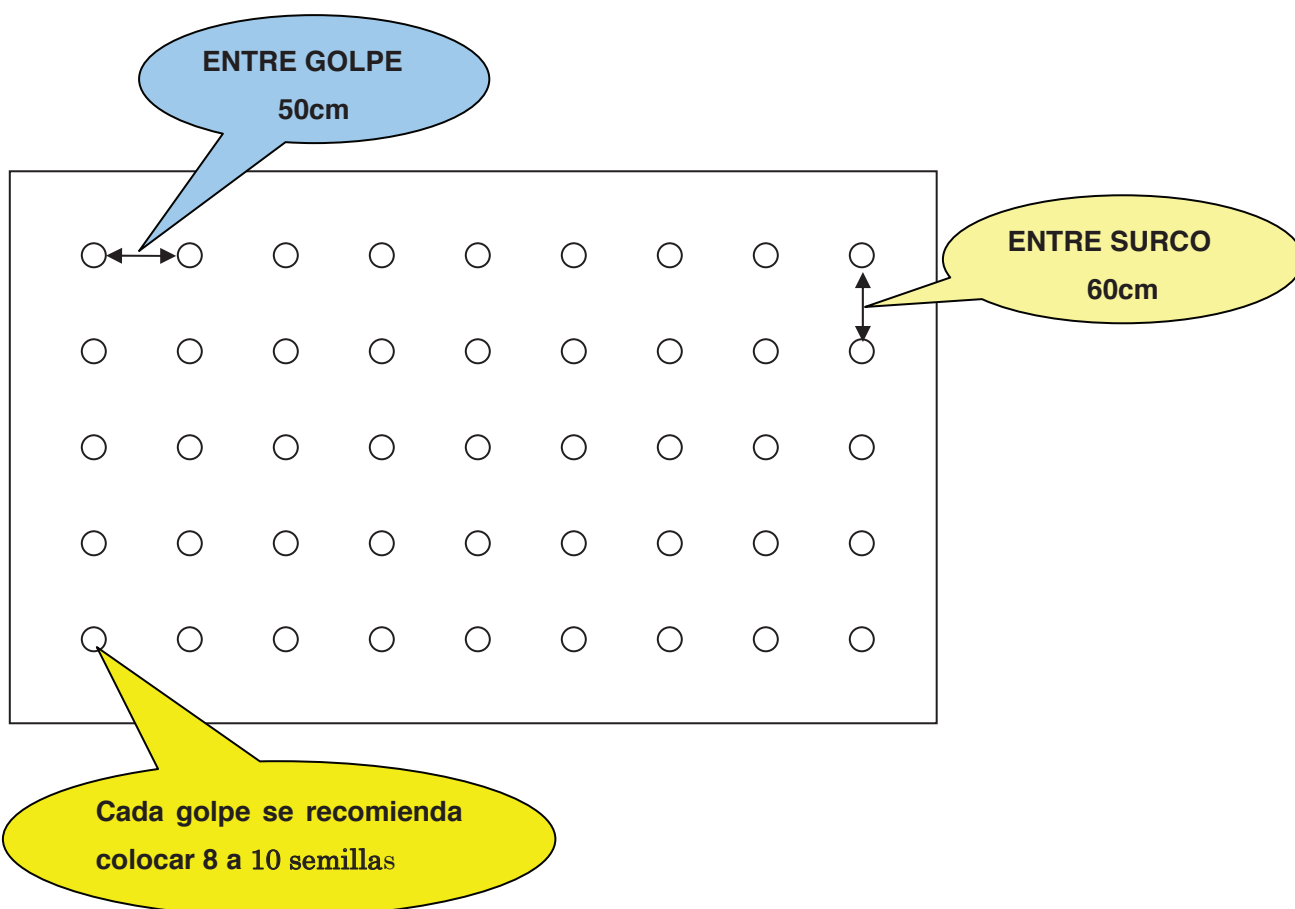 ENTRE GOLPE
50cm
ENTRE SURCO
60cm
Cada golpe se recomienda
colocar 8 a 10 semillas